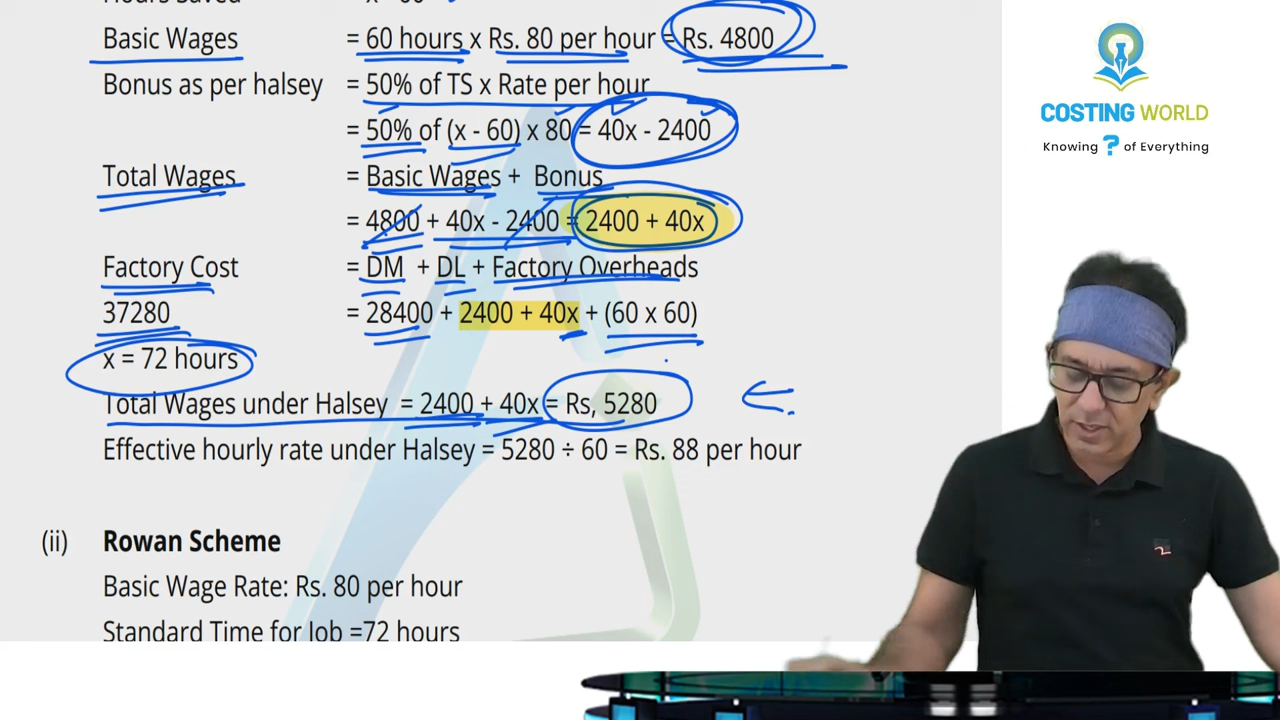 Basic Wages = 60 hours x Rs. 80 per hour = Rs. 4800
Bonus as per halsey = 50% of TS x Rate per hour
= 50% of (x - 60) x 80 = 40x - 2400
Total Wages = Basic Wages + Bonus
= 4800 + 40x - 2400 = 2400 + 40x
Factory Cost = DM + DL + Factory Overheads
37280 = 28400 + 2400 + 40x + (60 x 60)
x = 72 hours
Total Wages under Halsey = 2400 + 40x = Rs, 5280
Effective hourly rate under Halsey = 5280 ÷ 60 = Rs. 88 per hour
(ii) Rowan Scheme
Basic Wage Rate: Rs. 80 per hour
Standard Time for Job =72 hours
COSTING WORLD
Knowing ? of Everything